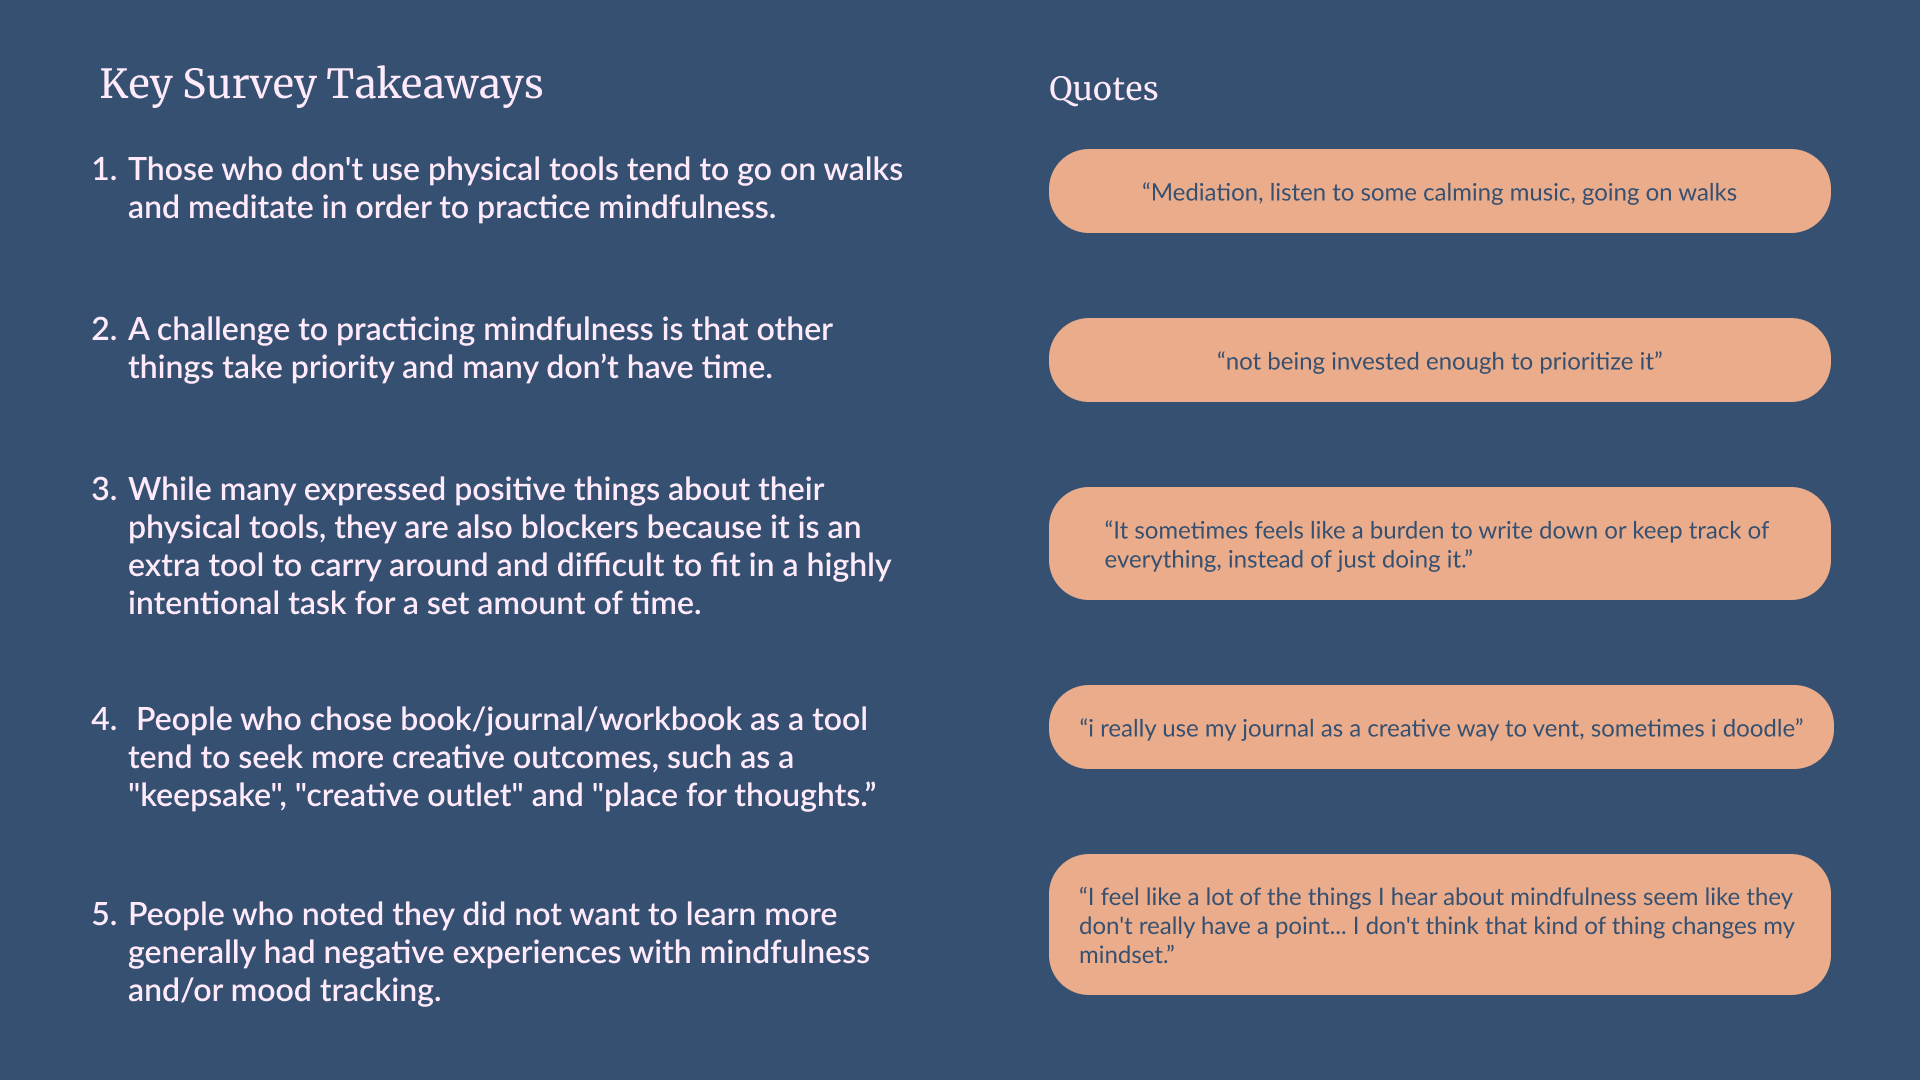 Key Survey Takeaways
1. Those who don't use physical tools tend to go on walks
and meditate in order to practice mindfulness.
2. A challenge to practicing mindfulness is that other
things take priority and many don’t have time.
3. While many expressed positive things about their
physical tools, they are also blockers because it is an
extra tool to carry around and difficult to fit in a highly
intentional task for a set amount of time.
4. People who chose book/journal/workbook as a tool
tend to seek more creative outcomes, such as a
"keepsake", "creative outlet" and "place for thoughts.”
5. People who noted they did not want to learn more
generally had negative experiences with mindfulness
and/or mood tracking.
Quotes
“Mediation, listen to some calming music, going on walks
“not being invested enough to prioritize it”
“It sometimes feels like a burden to write down or keep track of
everything, instead of just doing it.”
“i really use my journal as a creative way to vent, sometimes i doodle”
“I feel like a lot of the things I hear about mindfulness seem like they
don't really have a point... I don't think that kind of thing changes my
mindset.”